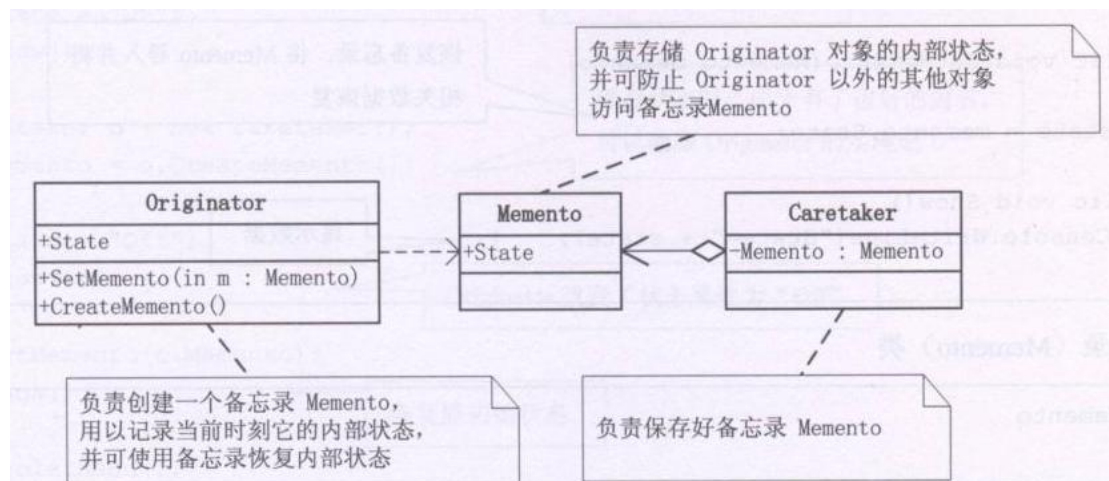 负责存储 Originator 对象的内部状态,
并可防止 Originator 以外的其他对象
访问备忘录Memento
Originator
+State
+SetMemento(in m : Memento)
+CreateMemento()
Memento
+State
Caretaker
-Memento : Memento
负责创建一个备忘录 Memento,
用以记录当前时刻它的内部状态,
并可使用备忘录恢复内部状态
负责保存好备忘录 Memento